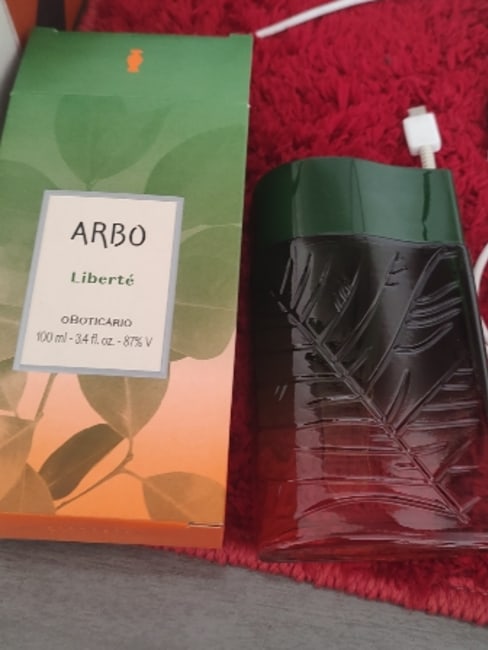 ARBO
Liberté
oBOTICÁRIO
100 ml - 3.4 fl. oz. - 87% V